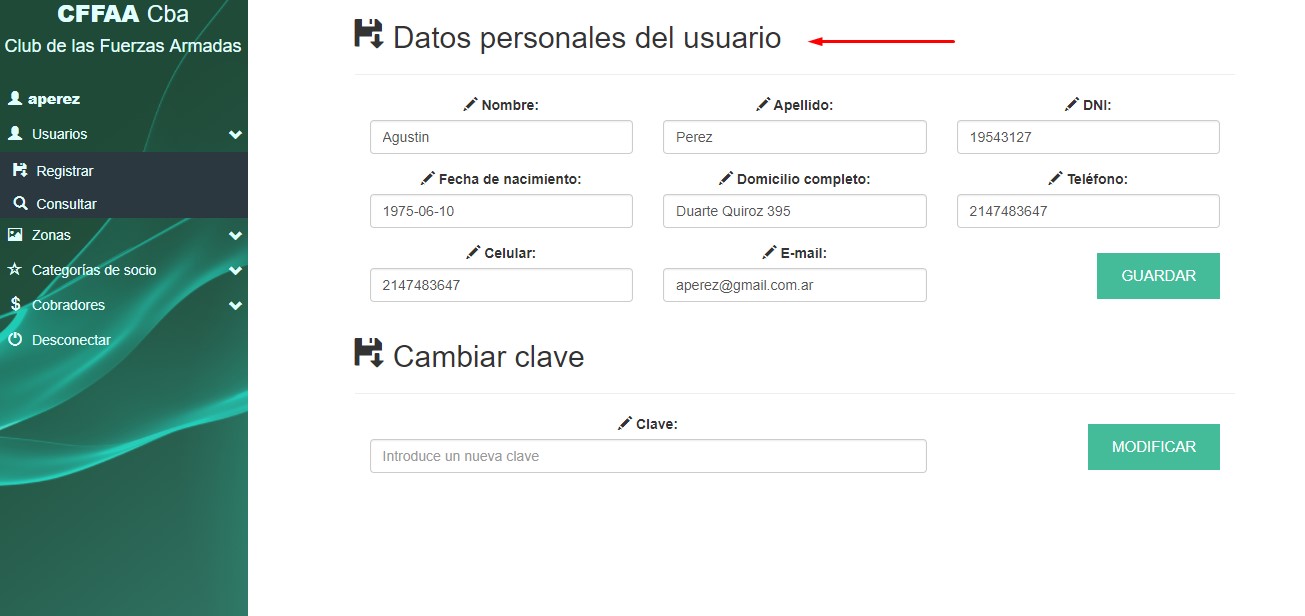 CFFAA Cba
Club de las Fuerzas Armadas
aperez
Usuarios
Registrar
Consultar
Zonas
Categorías de socio
Cobradores
Desconectar
Datos personales del usuario
Nombre: Apellido: DNI:
Agustin Perez 19543127
Fecha de nacimiento: Domicilio completo: Teléfono:
1975-06-10 Duarte Quiroz 395 2147483647
Celular: E-mail:
2147483647 aperez@gmail.com.ar GUARDAR
Cambiar clave
Clave:
Introduce un nueva clave MODIFICAR